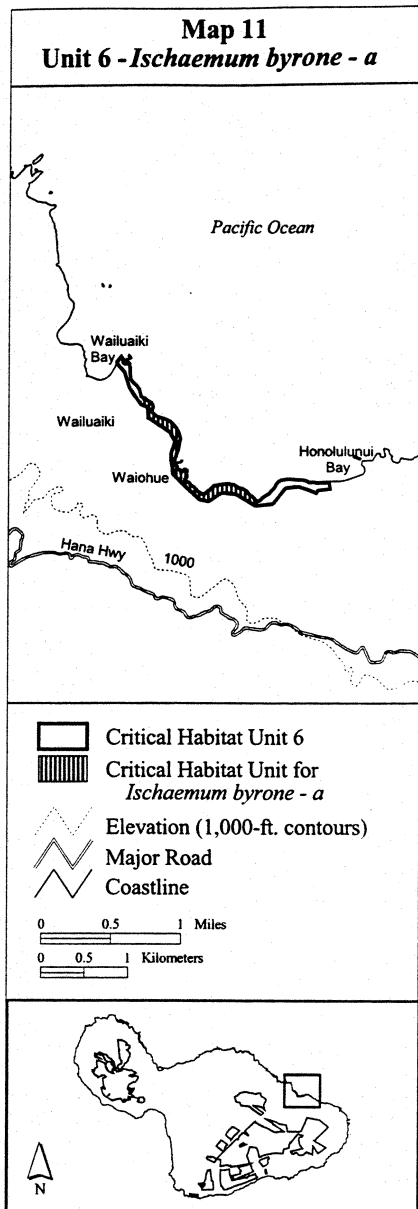 Map 11
Unit 6 - Ischaemum byrone - a
Pacific Ocean
Wailuaiki
Bay
Wailuaiki
Honolulunui
Bay
Waiohue
Hana Hwy
1000
Critical Habitat Unit 6
Critical Habitat Unit for
Ischaemum byrone - a
Elevation (1,000-ft. contours)
Major Road
Coastline
0 0.5 1 Miles
0 0.5 1 Kilometers
N